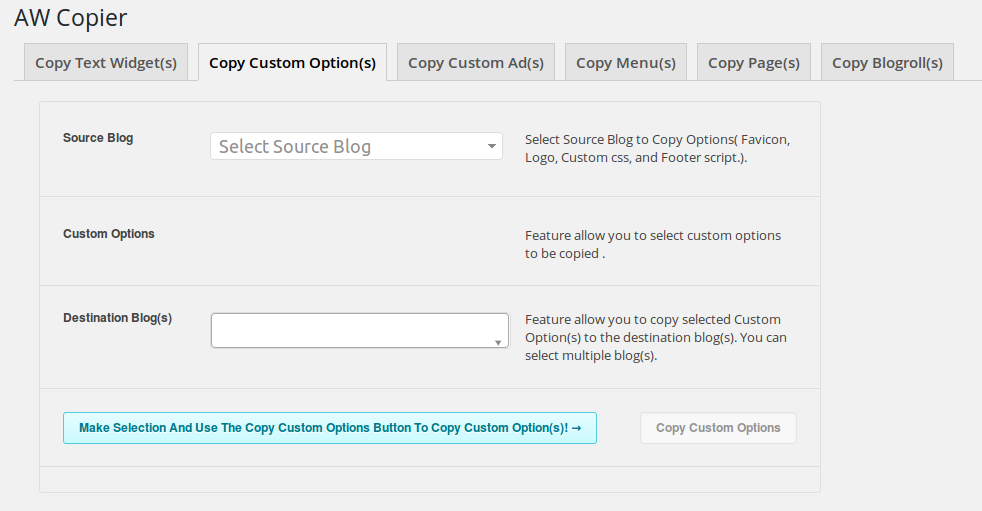 AW Copier
Copy Text Widget(s)
Copy Custom Option(s)
Copy Custom Ad(s)
Copy Menu(s)
Copy Page(s)
Copy Blogroll(s)
Source Blog
Select Source Blog
Select Source Blog to Copy Options( Favicon,
Logo, Custom css, and Footer script.).
Custom Options
Feature allow you to select custom options
to be copied .
Destination Blog(s)
Feature allow you to copy selected Custom
Option(s) to the destination blog(s). You can
select multiple blog(s).
Make Selection And Use The Copy Custom Options Button To Copy Custom Option(s)! →
Copy Custom Options